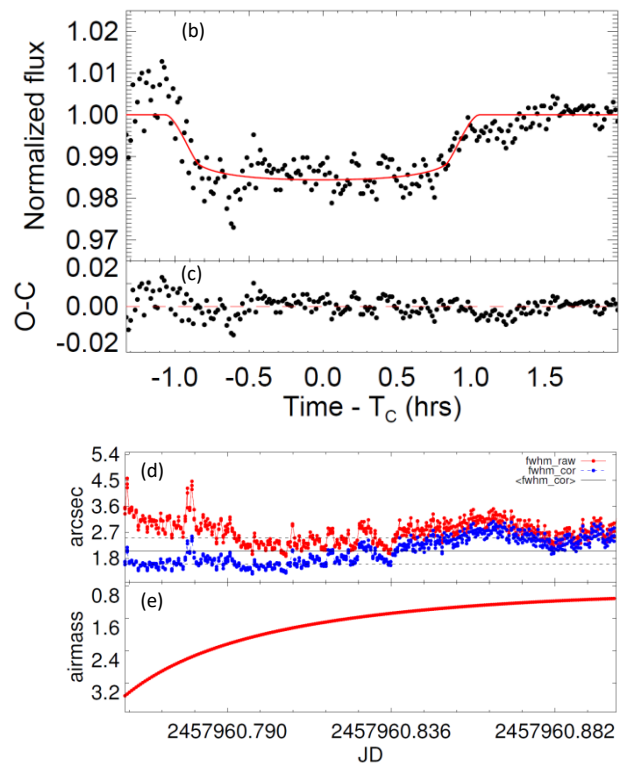 (b)
Normalized flux
1.02
1.01
1.00
0.99
0.98
0.97
(c)
O-C
0.02
0.00
-0.02
-1.0 -0.5 0.0 0.5 1.0 1.5
Time - T_C (hrs)
(d)
arcsec
5.4
4.5
3.6
2.7
1.8
fwhm_raw
fwhm_cor
<fwhm_cor>
(e)
airmass
0.8
1.6
2.4
3.2
2457960.790 2457960.836 2457960.882
JD